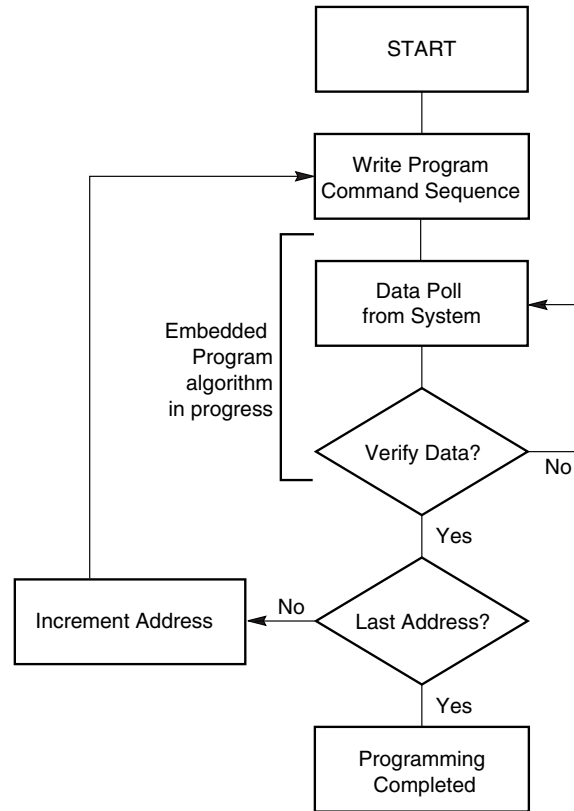 START
Write Program
Command Sequence
Data Poll
from System
Embedded
Program
algorithm
in progress
Verify Data?
No
Yes
Increment Address
No
Last Address?
Yes
Programming
Completed